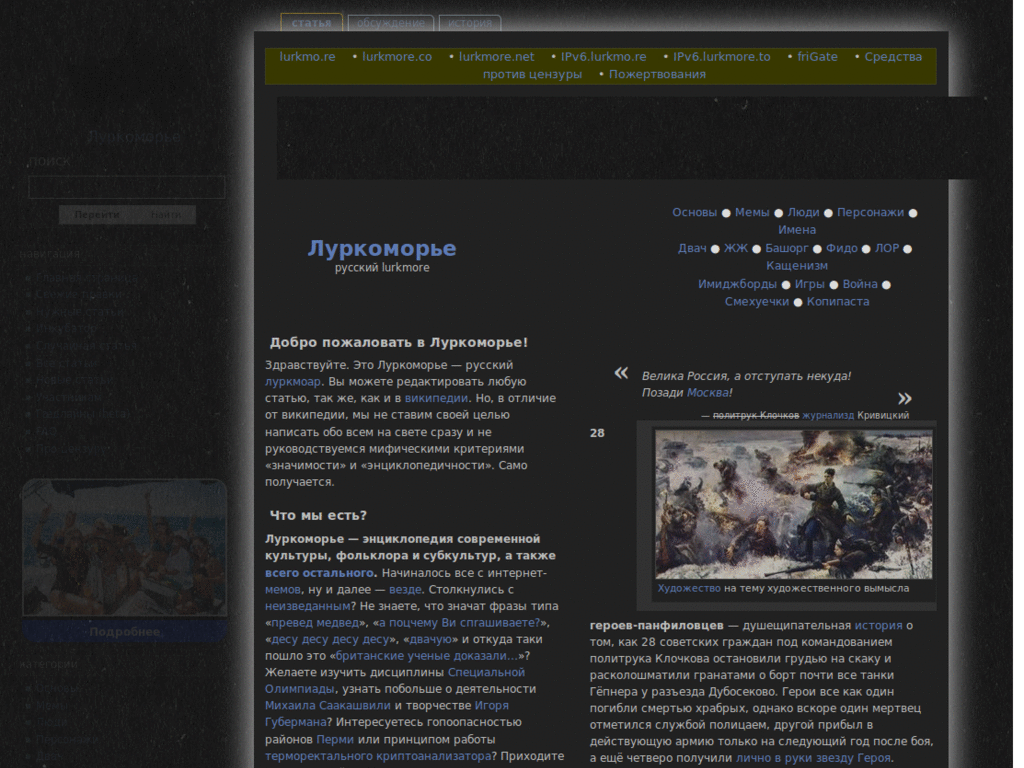 статья обсуждение история
lurkmo.re • lurkmore.co • lurkmore.net • IPv6.lurkmo.re • IPv6.lurkmore.to • friGate • Средства
против цензуры • Пожертвования
Луркоморье
поиск
Перейти Найти
навигация
Подробнее
категории
Луркоморье
русский lurkmore
Основы ● Мемы ● Люди ● Персонажи ●
Имена
Двач ● ЖЖ ● Башорг ● Фидо ● ЛОР ●
Кащенизм
Имиджборды ● Игры ● Война ●
Смехуечки ● Копипаста
Добро пожаловать в Луркоморье!
Здравствуйте. Это Луркоморье — русский
луркмоар. Вы можете редактировать любую
статью, так же, как и в википедии. Но, в отличие
от википедии, мы не ставим своей целью
написать обо всем на свете сразу и не
руководствуемся мифическими критериями
«значимости» и «энциклопедичности». Само
получается.
Что мы есть?
Луркоморье — энциклопедия современной
культуры, фольклора и субкультур, а также
всего остального. Начиналось все с интернет-
мемов, ну и далее — везде. Столкнулись с
неизведанным? Не знаете, что значат фразы типа
«превед медвед», «а поцчему Ви спгашиваете?»,
«десу десу десу десу», «двачую» и откуда таки
пошло это «британские ученые доказали…»?
Желаете изучить дисциплины Специальной
Олимпиады, узнать побольше о деятельности
Михаила Саакашвили и творчестве Игоря
Губермана? Интересуетесь гопоопасностью
районов Перми или принципом работы
терморектального криптоанализатора? Приходите
« Велика Россия, а отступать некуда!
Позади Москва! »
— политрук Клочков журнализд Кривицкий
28
Художество на тему художественного вымысла
героев-панфиловцев — душещипательная история о
том, как 28 советских граждан под командованием
политрука Клочкова остановили грудью на скаку и
расколошматили гранатами о борт почти все танки
Гёпнера у разъезда Дубосеково. Герои все как один
погибли смертью храбрых, однако вскоре один мертвец
отметился службой полицаем, другой прибыл в
действующую армию только на следующий год после боя,
а ещё четверо получили лично в руки звезду Героя.